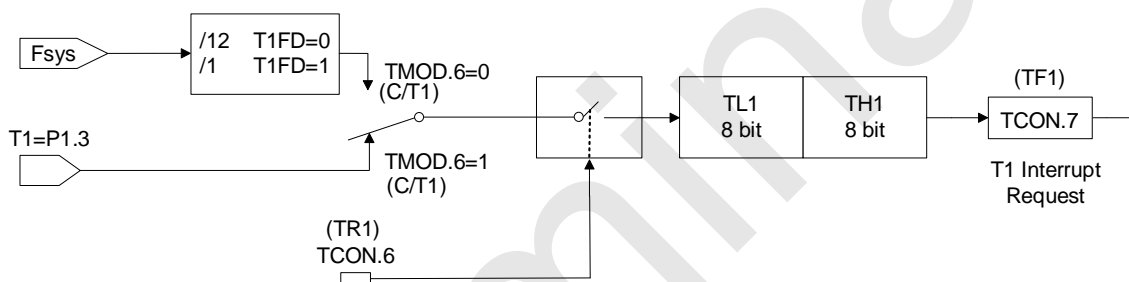 Fsys
/12 T1FD=0
/1 T1FD=1
TMOD.6=0
(C/T1)
T1=P1.3
TMOD.6=1
(C/T1)
(TR1)
TCON.6
TL1
8 bit
TH1
8 bit
(TF1)
TCON.7
T1 Interrupt
Request